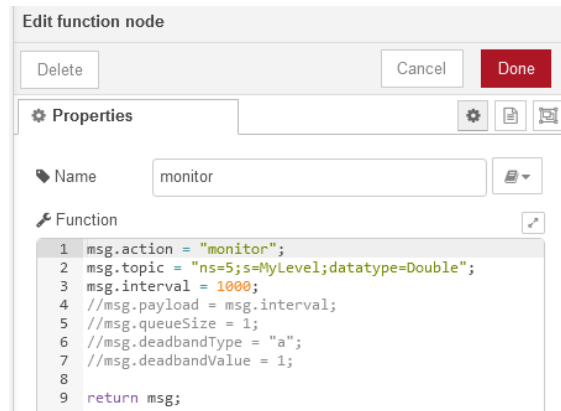 Edit function node
Delete
Cancel
Done
Properties
Name
monitor
Function
1 msg.action = "monitor";
2 msg.topic = "ns=5;s=MyLevel;datatype=Double";
3 msg.interval = 1000;
4 //msg.payload = msg.interval;
5 //msg.queueSize = 1;
6 //msg.deadbandType = "a";
7 //msg.deadbandValue = 1;
8
9 return msg;